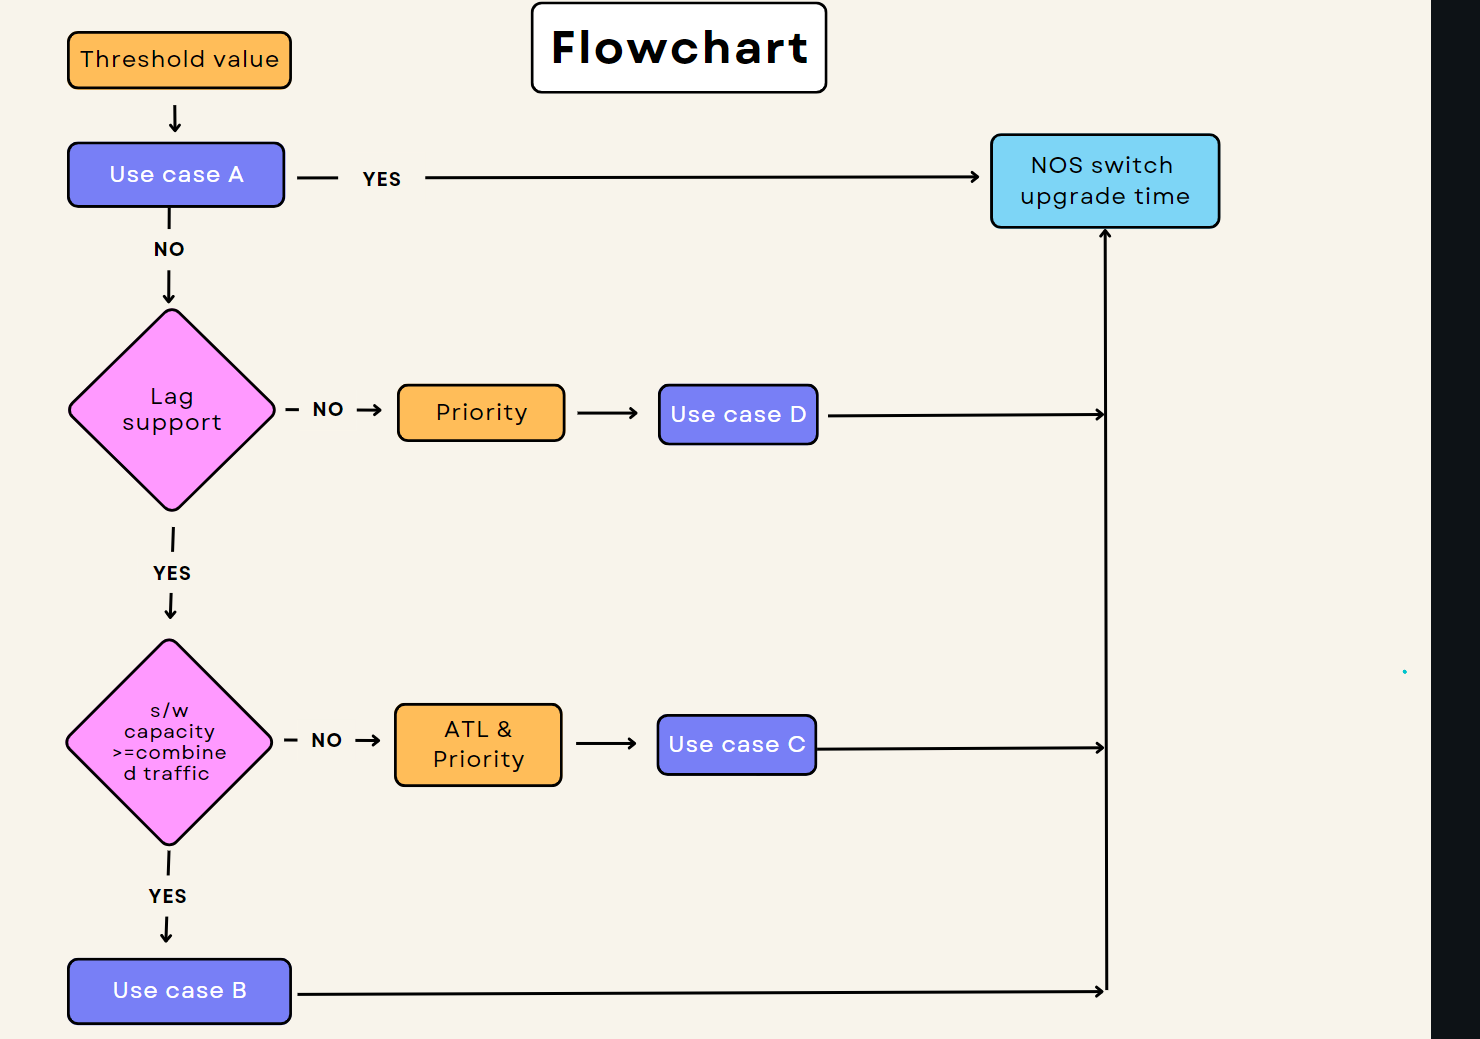 Flowchart
Threshold value
Use case A
YES
NOS switch
upgrade time
NO
Lag
support
NO
Priority
Use case D
YES
s/w
capacity
>=combine
d traffic
NO
ATL &
Priority
Use case C
YES
Use case B